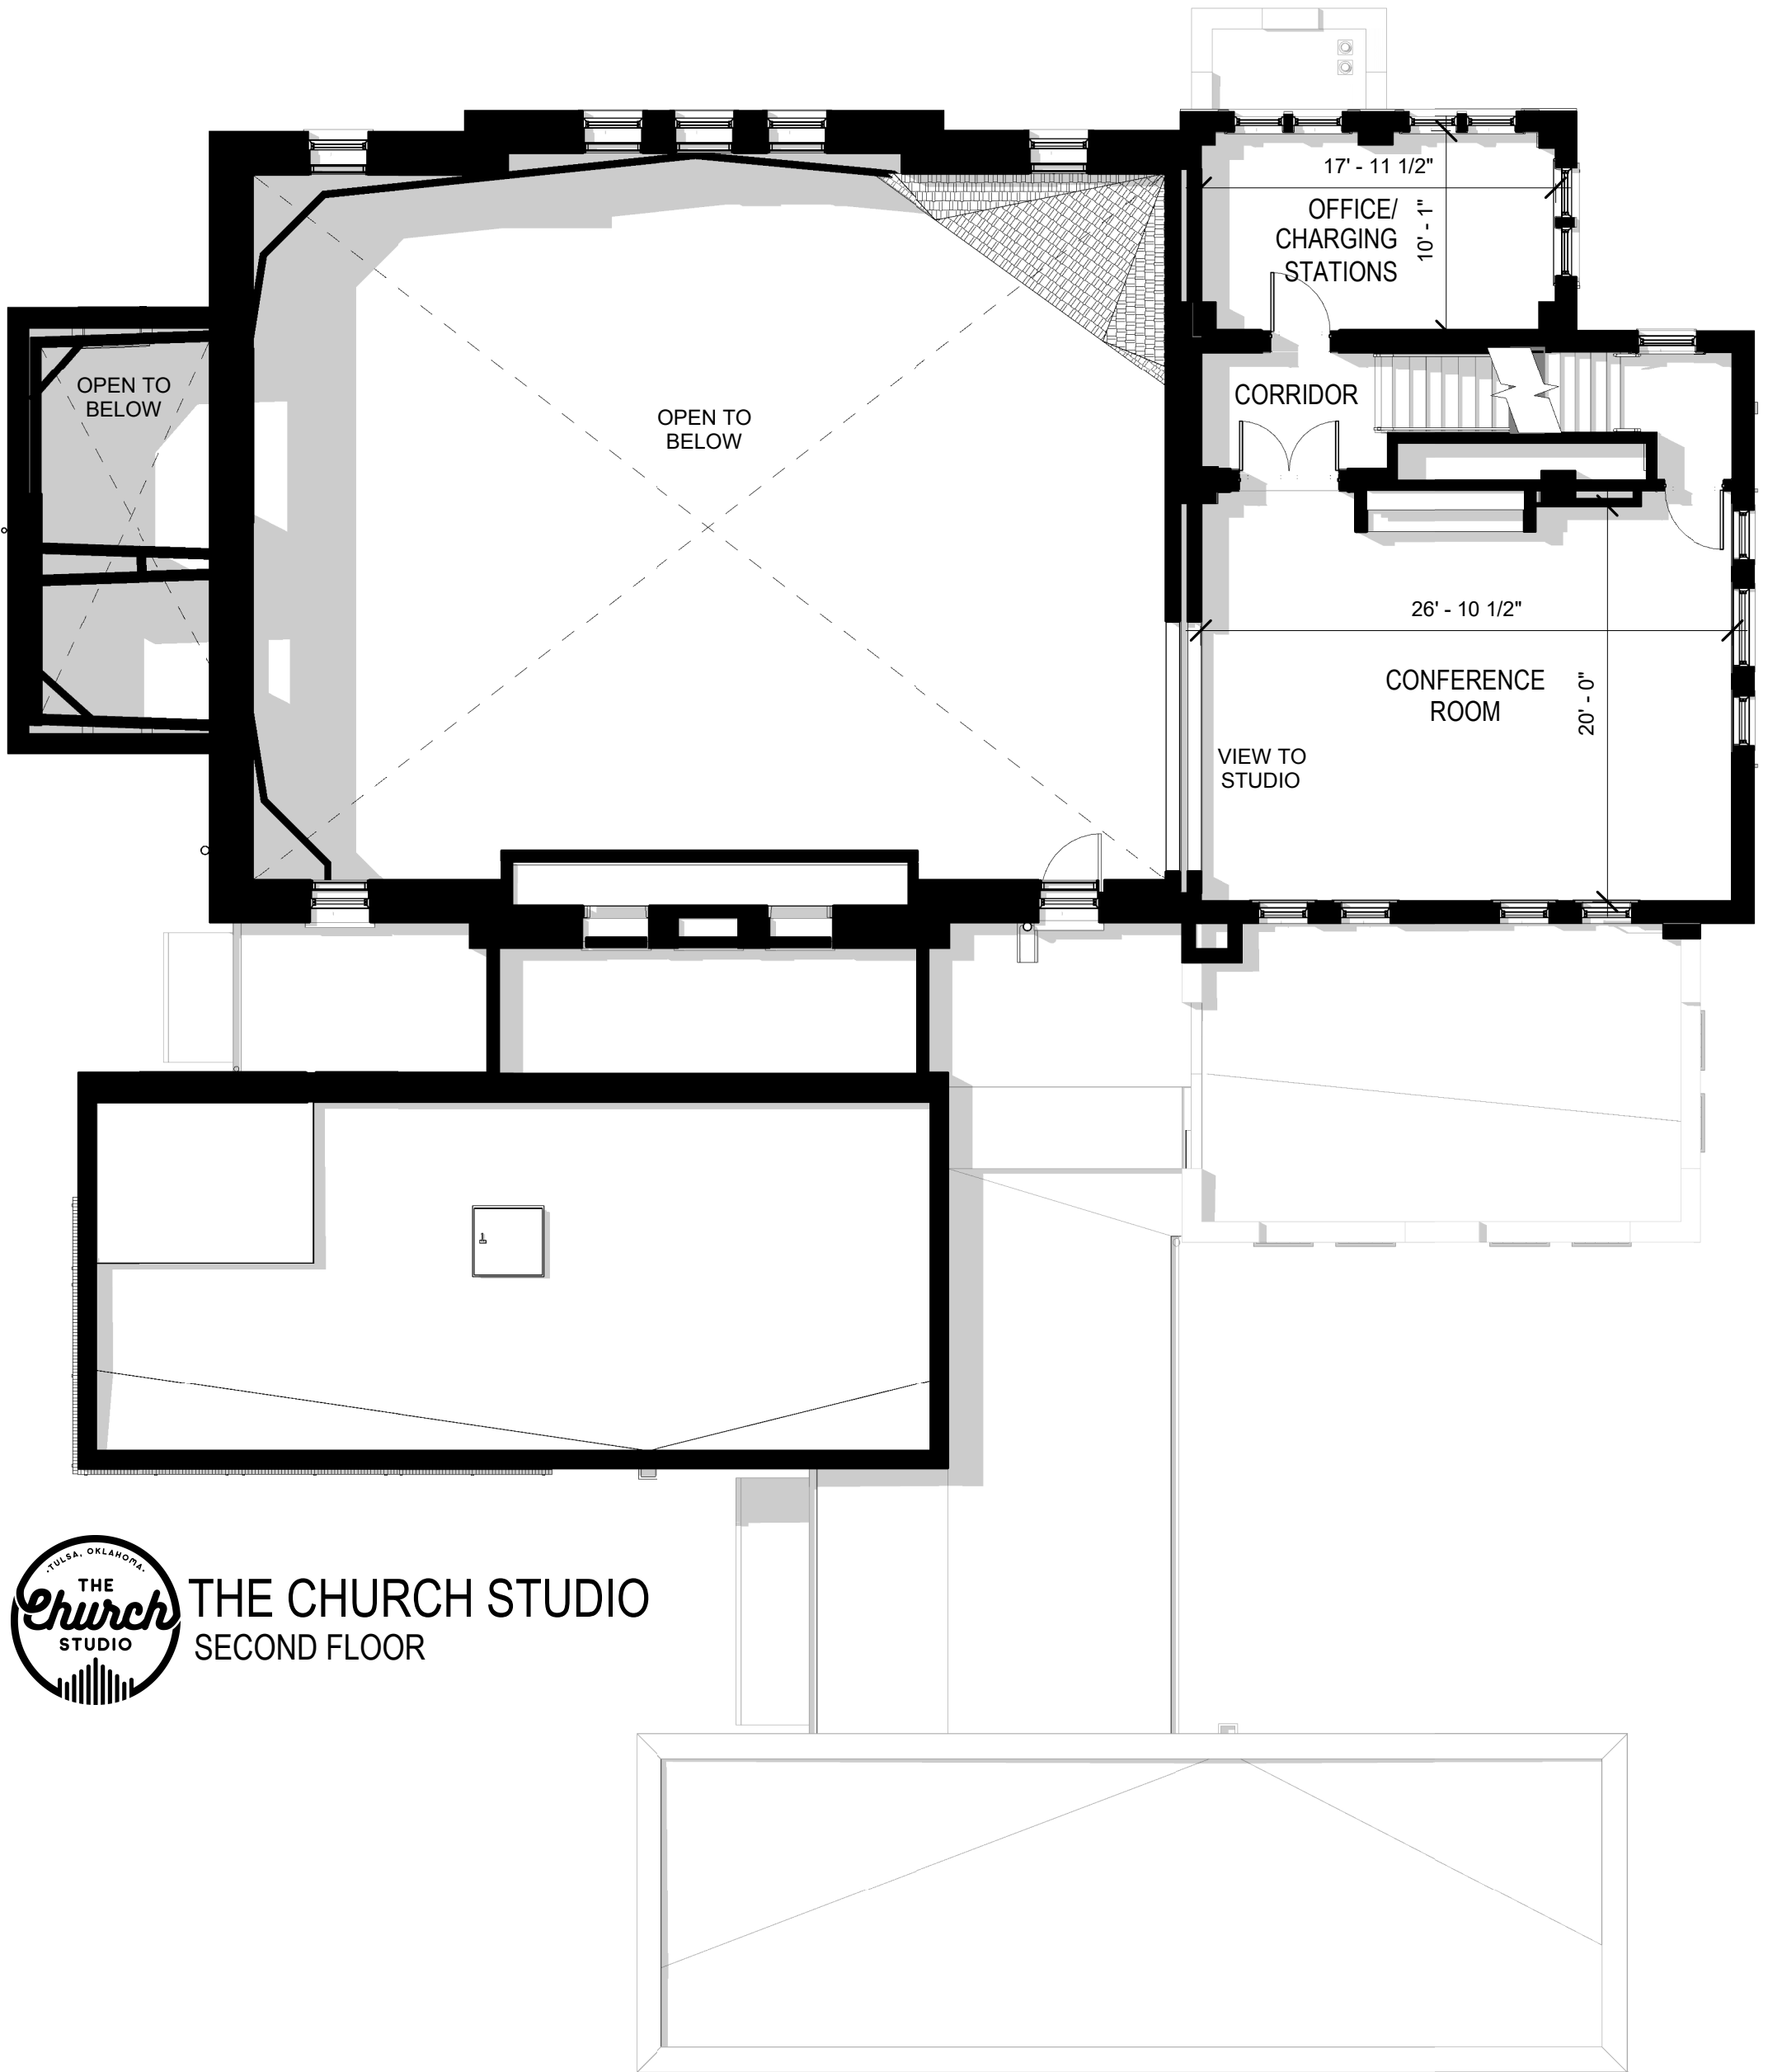 17' - 11 1/2"
OFFICE/
CHARGING
STATIONS
10' - 1"
OPEN TO
BELOW
OPEN TO
BELOW
CORRIDOR
26' - 10 1/2"
CONFERENCE
ROOM
20' - 0"
VIEW TO
STUDIO
·TULSA, OKLAHOMA·
THE
Church
STUDIO
THE CHURCH STUDIO
SECOND FLOOR